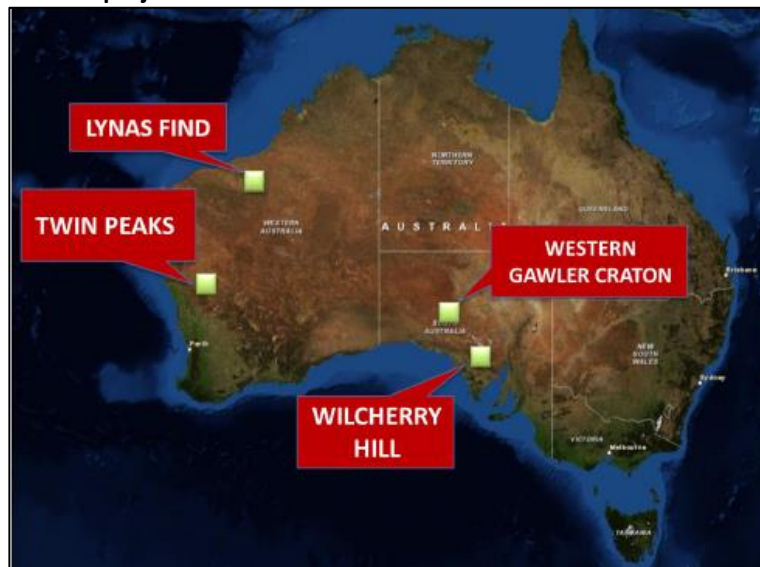 LYNAS FIND
NORTHERN
TERRITORY
TWIN PEAKS
WESTERN
AUSTRALIA
QUEENSLAND
AUSTRALIA
WESTERN
GAWLER CRATON
Brisbane
SOUTH
AUSTRALIA
Perth
NEW
SOUTH
WALES
Sydney
WILCHERRY
HILL
VICTORIA
Melbourne
TASMANIA